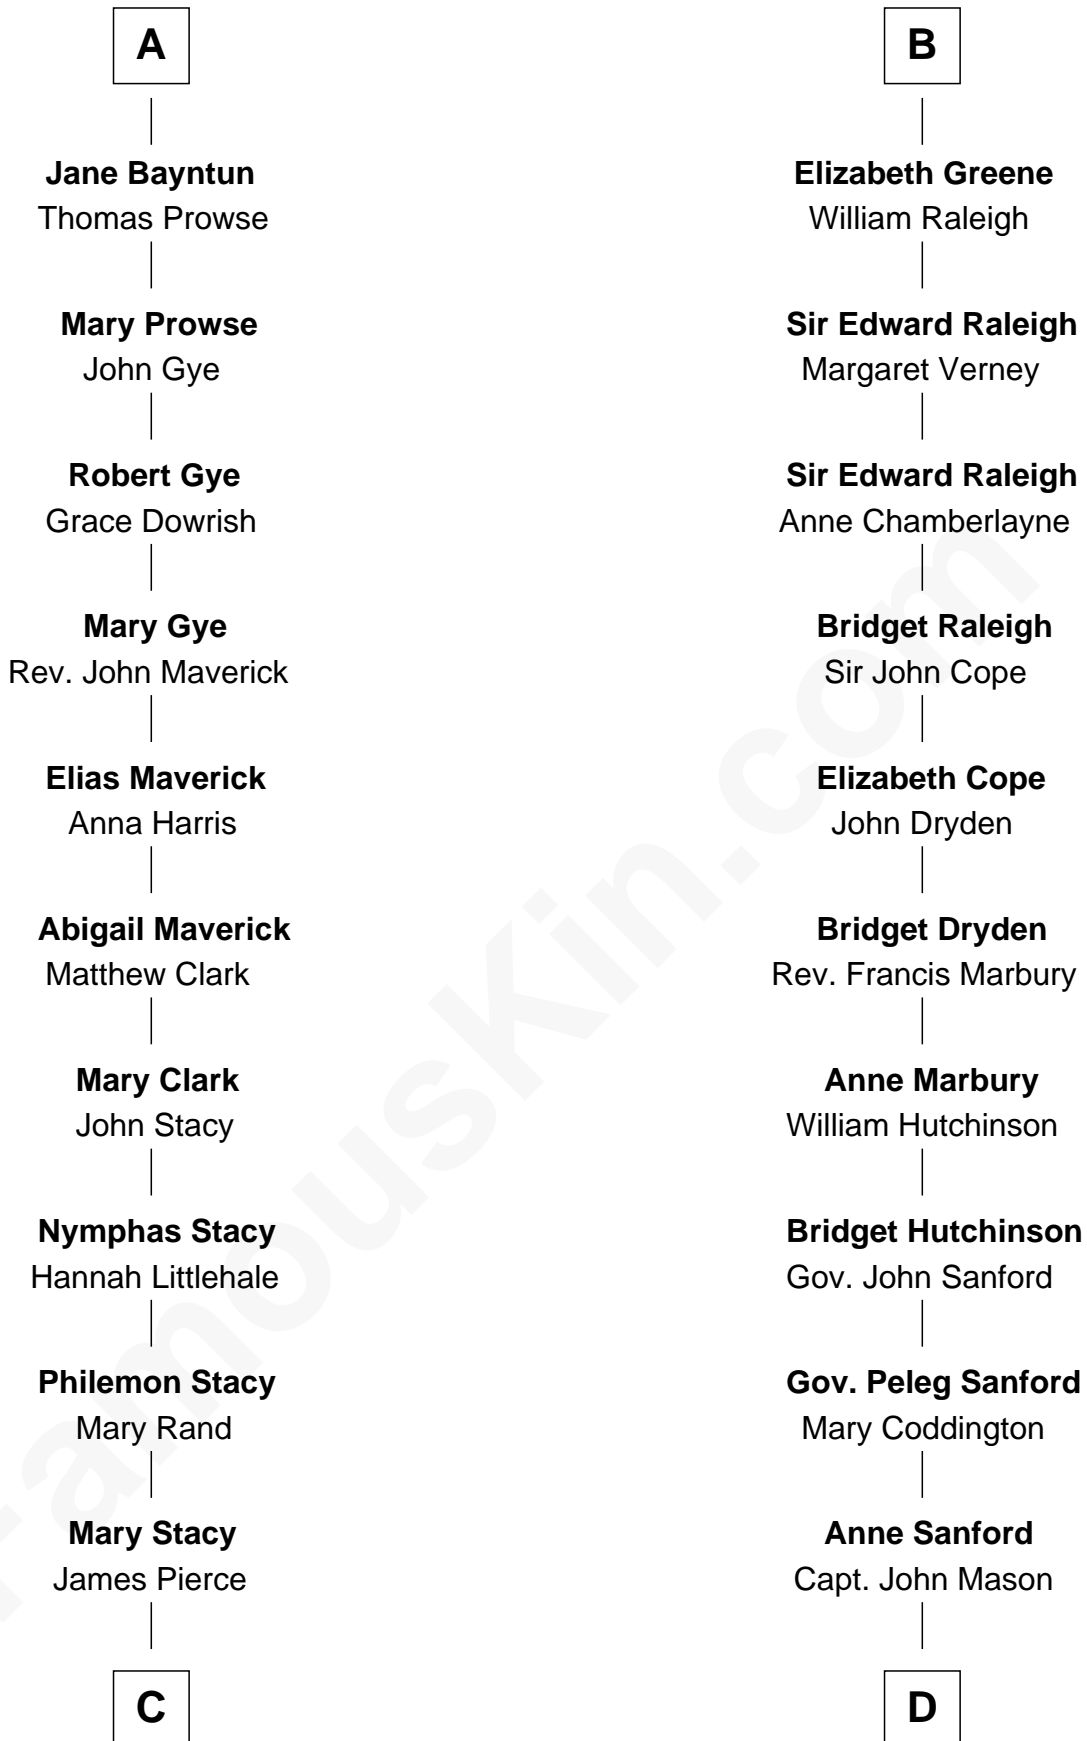 A
Jane Bayntun
Thomas Prowse
Mary Prowse
John Gye
Robert Gye
Grace Dowrish
Mary Gye
Rev. John Maverick
Elias Maverick
Anna Harris
Abigail Maverick
Matthew Clark
Mary Clark
John Stacy
Nymphas Stacy
Hannah Littlehale
Philemon Stacy
Mary Rand
Mary Stacy
James Pierce
C
B
Elizabeth Greene
William Raleigh
Sir Edward Raleigh
Margaret Verney
Sir Edward Raleigh
Anne Chamberlayne
Bridget Raleigh
Sir John Cope
Elizabeth Cope
John Dryden
Bridget Dryden
Rev. Francis Marbury
Anne Marbury
William Hutchinson
Bridget Hutchinson
Gov. John Sanford
Gov. Peleg Sanford
Mary Coddington
Anne Sanford
Capt. John Mason
D
FamousKin.com